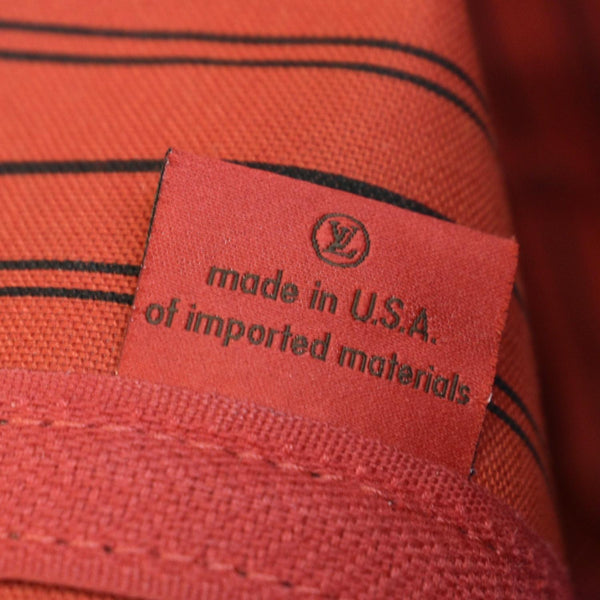 LV
made in U.S.A.
of imported materials